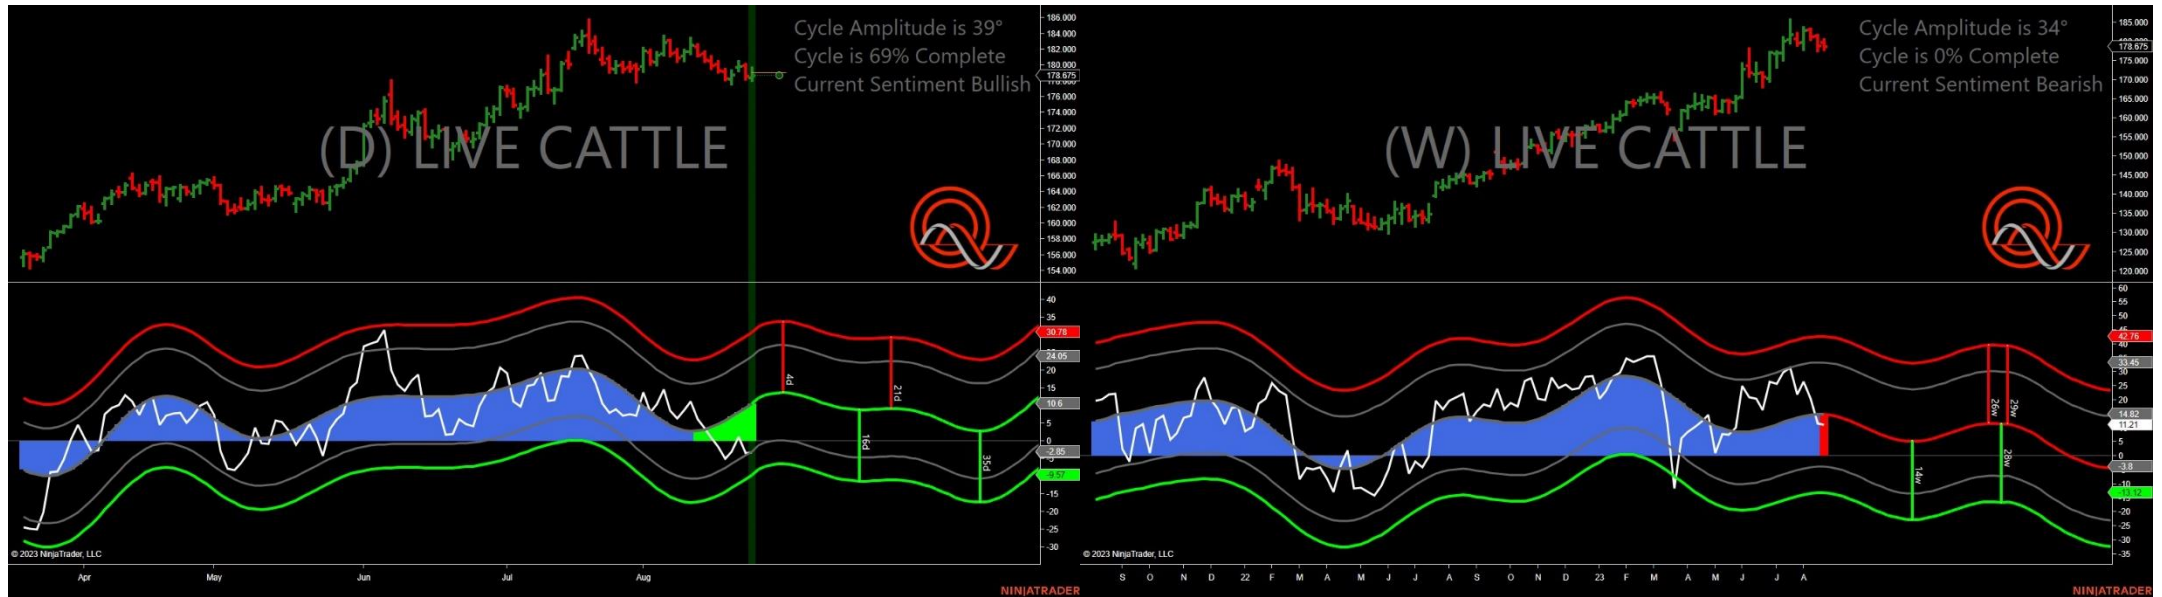 Cycle Amplitude is 39°
Cycle is 69% Complete
Current Sentiment Bullish
(D) LIVE CATTLE
186.000
184.000
182.000
180.000
178.675
176.000
174.000
172.000
170.000
168.000
166.000
164.000
162.000
160.000
158.000
156.000
154.000
40
35
30.78
24.05
20
15
10.6
5
0
-2.85
-9.57
-15
-20
-25
-30
4d
21d
16d
35d
© 2023 NinjaTrader, LLC
Apr May Jun Jul Aug
NINJATRADER
Cycle Amplitude is 34°
Cycle is 0% Complete
Current Sentiment Bearish
(W) LIVE CATTLE
185.000
178.675
175.000
170.000
165.000
160.000
155.000
150.000
145.000
140.000
135.000
130.000
125.000
120.000
60
55
50
42.76
33.45
30
25
20
14.82
11.21
5
0
-3.8
-13.12
-20
-25
-30
-35
26w
29w
14w
28w
© 2023 NinjaTrader, LLC
S O N D 22 F M A M J J A S O N D 23 F M A M J J A
NINJATRADER